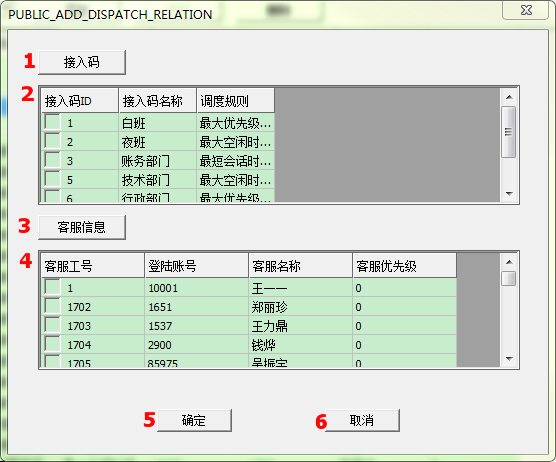 PUBLIC_ADD_DISPATCH_RELATION
1 接入码
2
接入码ID 接入码名称 调度规则
1 白班 最大优先级...
2 夜班 最大空闲时...
3 账务部门 最短会话时...
5 技术部门 最大空闲时...
6 行政部门 最大优先级...
3 客服信息
4
客服工号 登陆账号 客服名称 客服优先级
1 10001 王一一 0
1702 1651 郑丽珍 0
1703 1537 王力鼎 0
1704 2900 钱烨 0
1705 85975 吴振宇 0
5 确定 6 取消